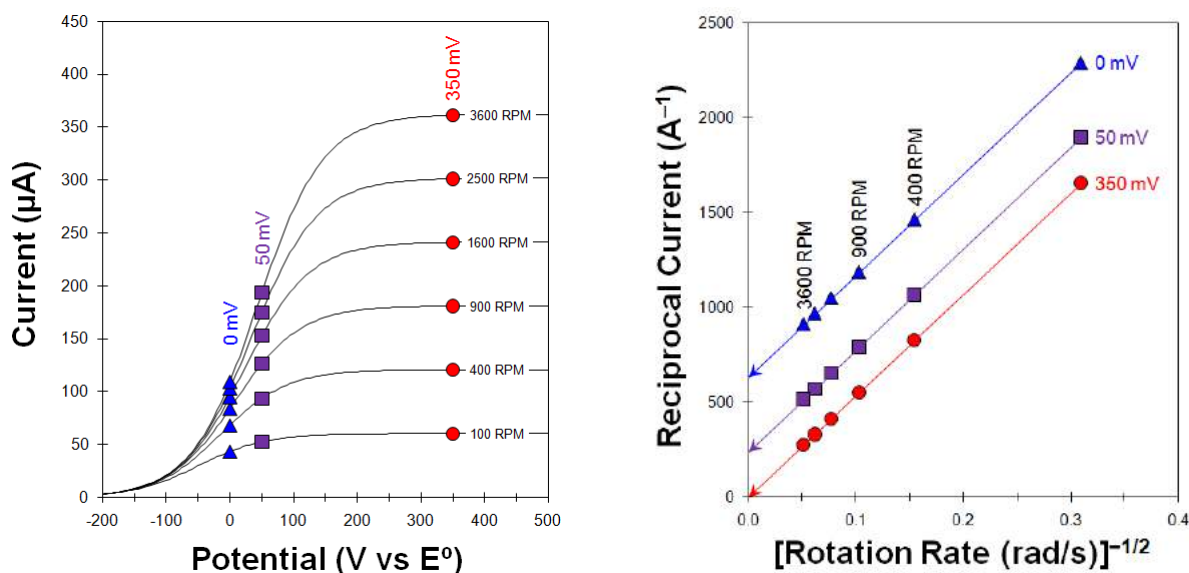 450
400
350
300
250
200
150
100
50
0
-200
-100
0
100
200
300
400
500
Current (µA)
Potential (V vs Eº)
0 mV
50 mV
350 mV
3600 RPM
2500 RPM
1600 RPM
900 RPM
400 RPM
100 RPM
2500
2000
1500
1000
500
0
0.0
0.1
0.2
0.3
0.4
Reciprocal Current (A⁻¹)
[Rotation Rate (rad/s)]⁻¹/²
3600 RPM
900 RPM
400 RPM
0 mV
50 mV
350 mV